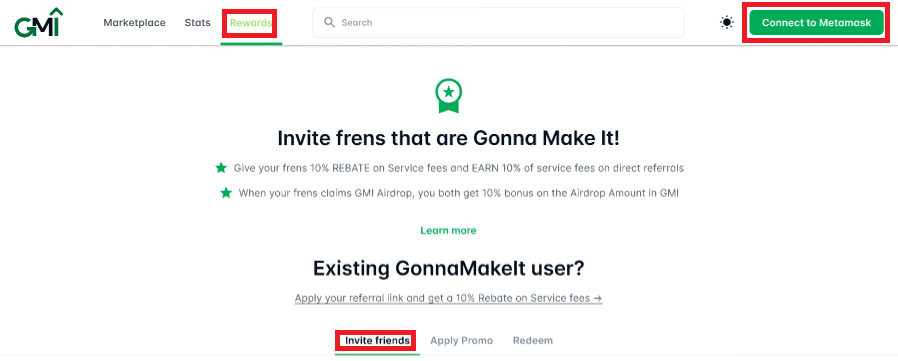 GMI
Marketplace Stats Rewards Search Connect to Metamask
Invite frens that are Gonna Make It!
Give your frens 10% REBATE on Service fees and EARN 10% of service fees on direct referrals
When your frens claims GMI Airdrop, you both get 10% bonus on the Airdrop Amount in GMI
Learn more
Existing GonnaMakeIt user?
Apply your referral link and get a 10% Rebate on Service fees →
Invite friends Apply Promo Redeem